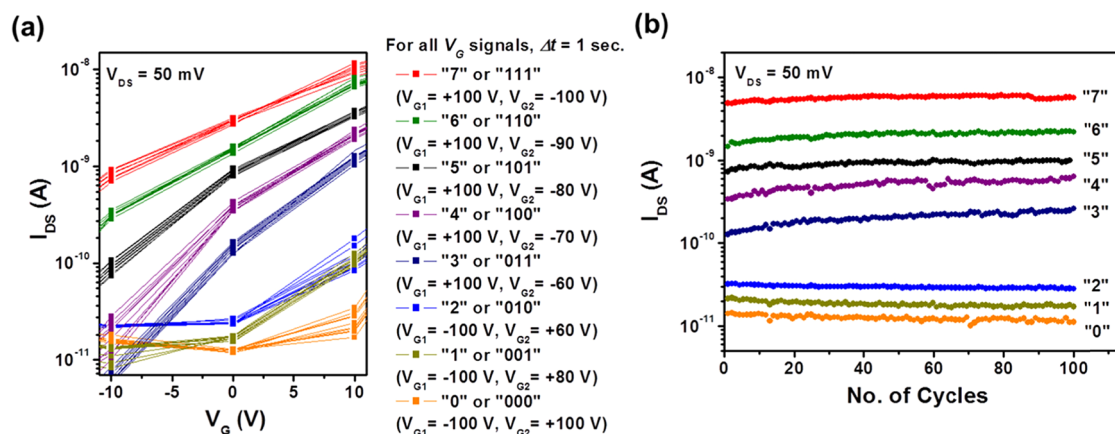 (a)
V_DS = 50 mV
10^-8
10^-9
10^-10
10^-11
I_DS (A)
-10 -5 0 5 10
V_G (V)
For all V_G signals, Δt = 1 sec.
"7" or "111"
(V_G1= +100 V, V_G2= -100 V)
"6" or "110"
(V_G1= +100 V, V_G2= -90 V)
"5" or "101
(V_G1= +100 V, V_G2= -80 V)
"4" or "100"
(V_G1= +100 V, V_G2= -70 V)
"3" or "011"
(V_G1= +100 V, V_G2= -60 V)
"2" or "010"
(V_G1= -100 V, V_G2= +60 V)
"1" or "001"
(V_G1= -100 V, V_G2= +80 V)
"0" or "000"
(V_G1= -100 V, V_G2= +100 V)
(b)
V_DS = 50 mV
10^-8
10^-9
10^-10
10^-11
I_DS (A)
"7"
"6"
"5"
"4"
"3"
"2"
"1"
"0"
0 20 40 60 80 100
No. of Cycles